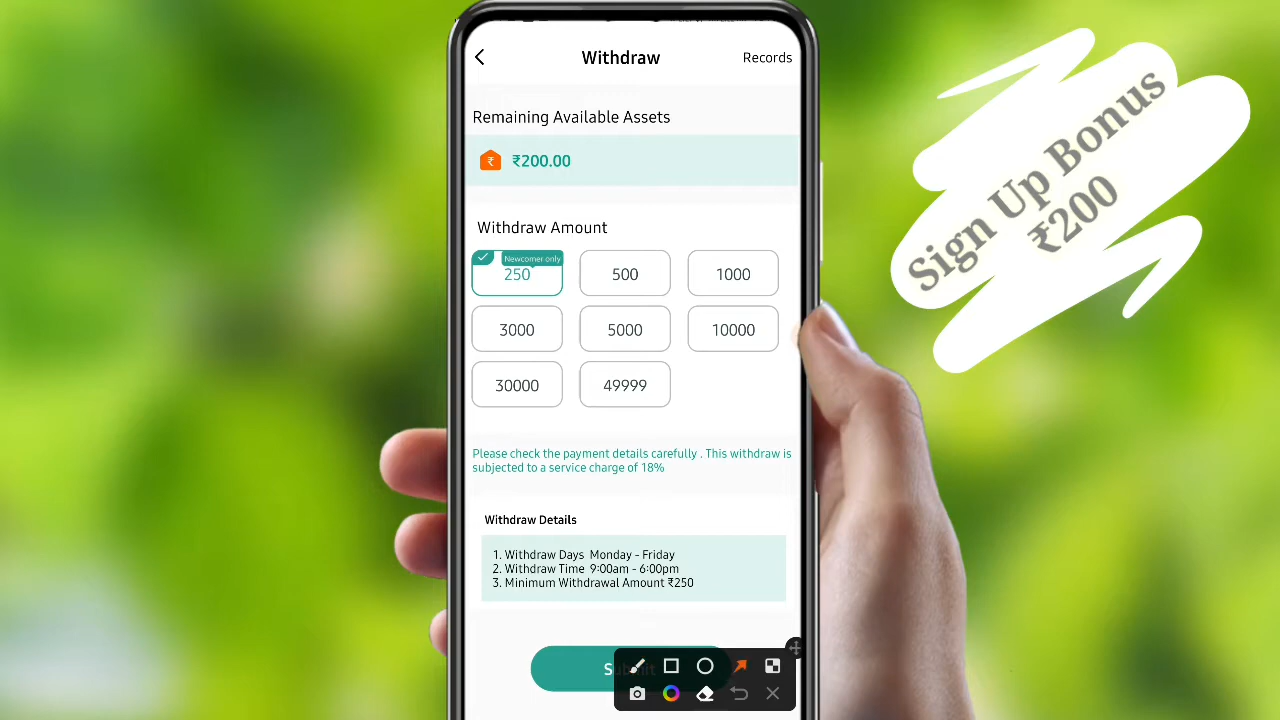 Withdraw
Records
Remaining Available Assets
₹
₹200.00
Withdraw Amount
Newcomer only
250
500
1000
3000
5000
10000
30000
49999
Please check the payment details carefully . This withdraw is
subjected to a service charge of 18%
Withdraw Details
1. Withdraw Days Monday - Friday
2. Withdraw Time 9:00am - 6:00pm
3. Minimum Withdrawal Amount ₹250
Submit
Sign Up Bonus
₹200